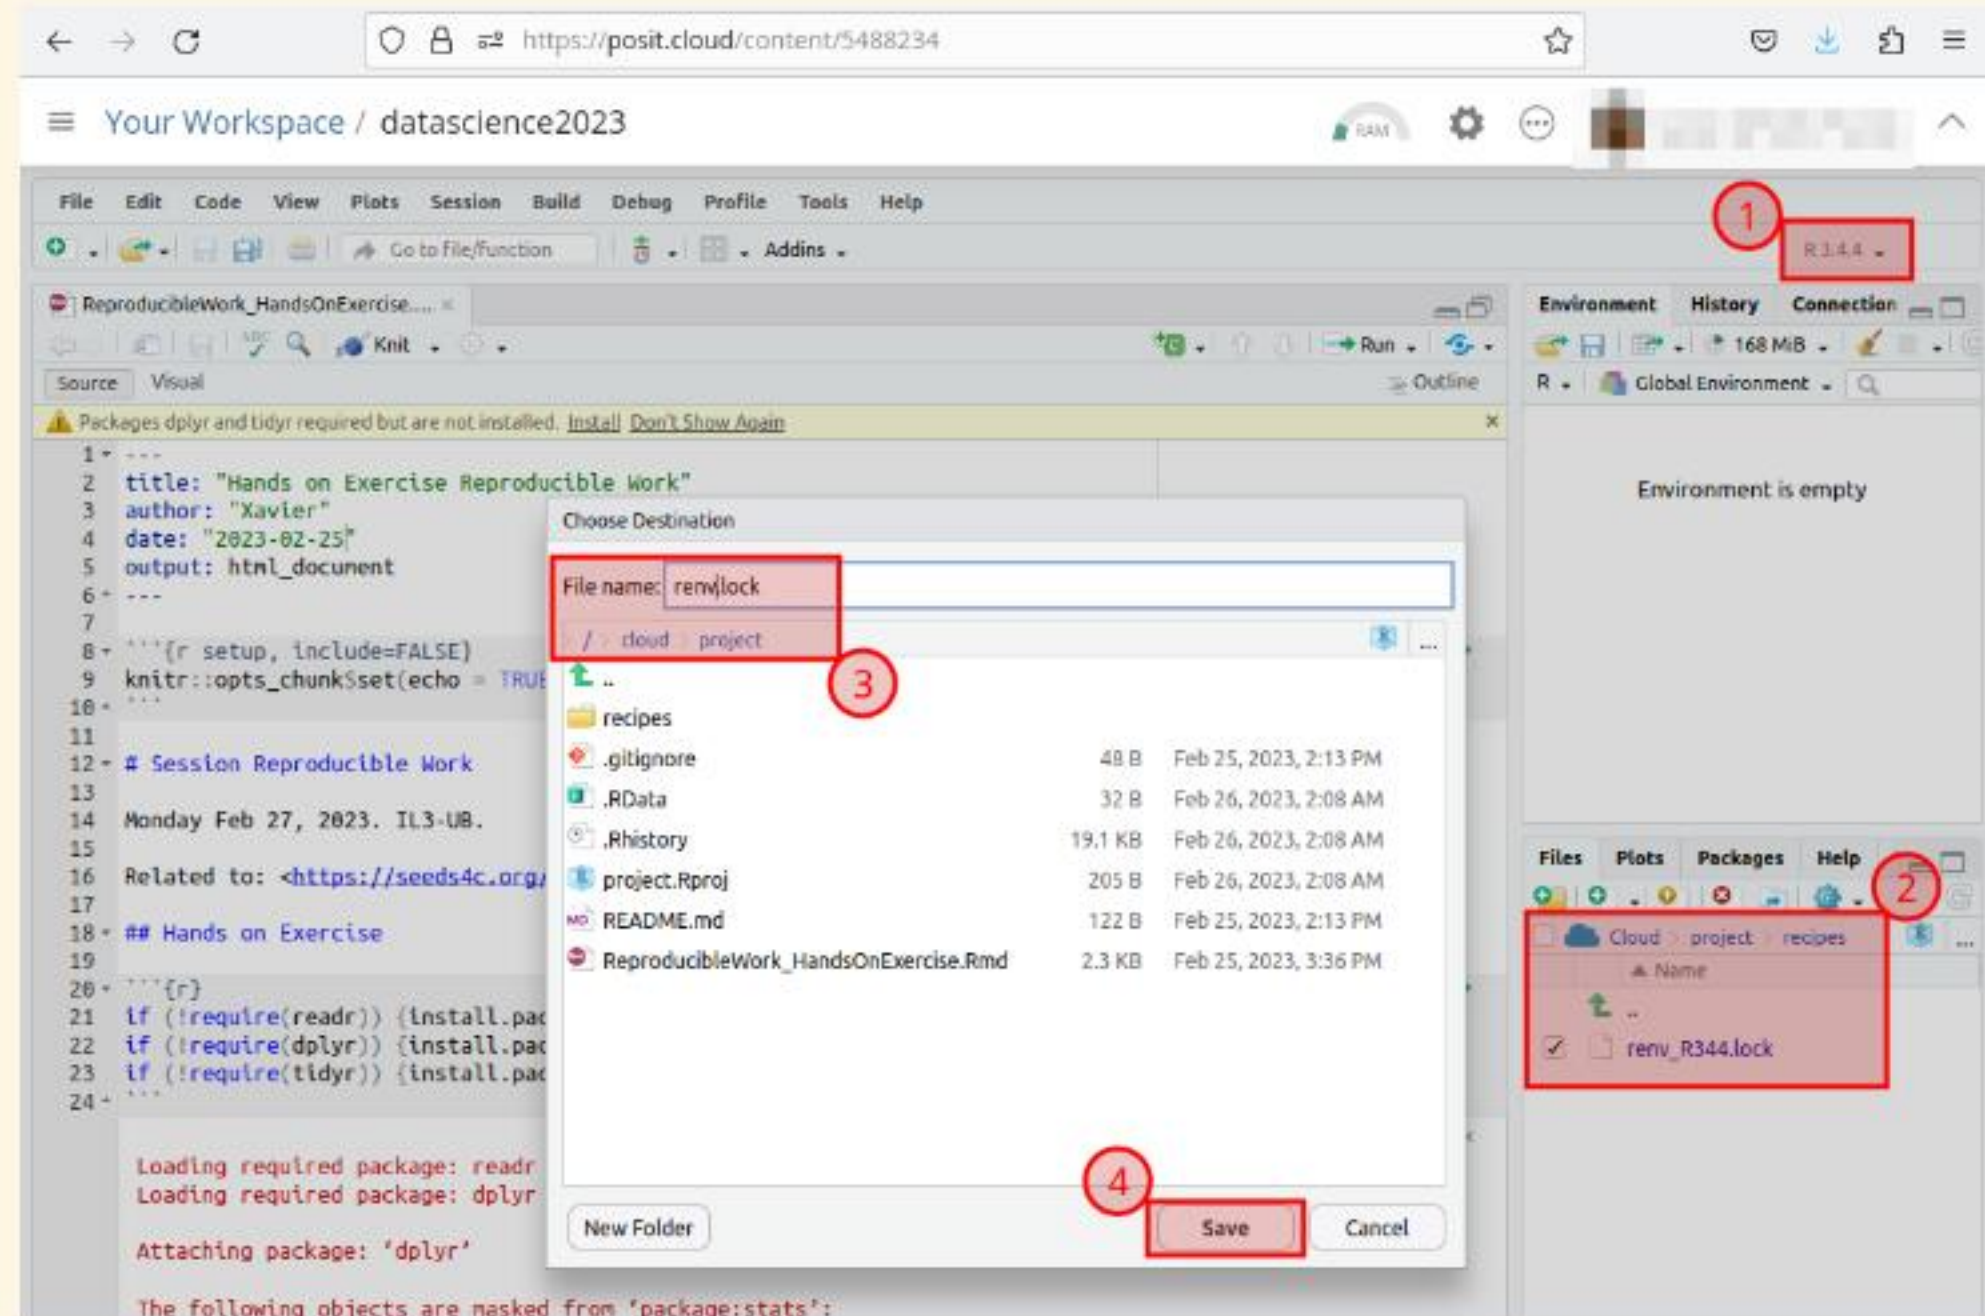 https://posit.cloud/content/5488234
Your Workspace / datascience2023
RAM
File Edit Code View Plots Session Build Debug Profile Tools Help
1
Go to file/function Addins
R 3.4.4
ReproducibleWork_HandsOnExercise....
Environment History Connection
ABC Knit Run
168 MiB
Source Visual Outline
R Global Environment
Packages dplyr and tidyr required but are not installed. Install Don't Show Again
Environment is empty
1 ---
2 title: "Hands on Exercise Reproducible Work"
3 author: "Xavier"
4 date: "2023-02-25"
5 output: html_document
6 ---
7
8 ```{r setup, include=FALSE}
9 knitr::opts_chunk$set(echo = TRUE
10 ```
11
12 # Session Reproducible Work
13
14 Monday Feb 27, 2023. IL3-UB.
15
16 Related to: <https://seeds4c.org/
17
18 ## Hands on Exercise
19
20 ```{r}
21 if (!require(readr)) {install.pac
22 if (!require(dplyr)) {install.pac
23 if (!require(tidyr)) {install.pac
24 ```
Loading required package: readr
Loading required package: dplyr
Attaching package: ‘dplyr’
The following objects are masked from ‘package:stats’:
Choose Destination
File name: renv.lock
/ cloud project
...
3
..
recipes
.gitignore 48 B Feb 25, 2023, 2:13 PM
.RData 32 B Feb 26, 2023, 2:08 AM
.Rhistory 19.1 KB Feb 26, 2023, 2:08 AM
project.Rproj 205 B Feb 26, 2023, 2:08 AM
README.md 122 B Feb 25, 2023, 2:13 PM
ReproducibleWork_HandsOnExercise.Rmd 2.3 KB Feb 25, 2023, 3:36 PM
4
New Folder Save Cancel
Files Plots Packages Help
2
Cloud project recipes ...
Name
..
renv_R344.lock